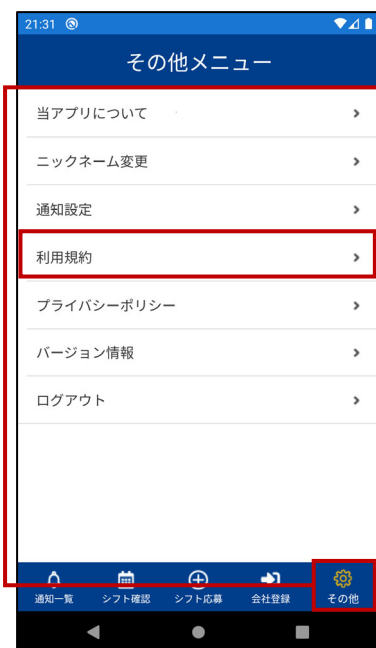 21:31
その他メニュー
当アプリについて
ニックネーム変更
通知設定
利用規約
プライバシーポリシー
バージョン情報
ログアウト
通知一覧 シフト確認 シフト応募 会社登録 その他